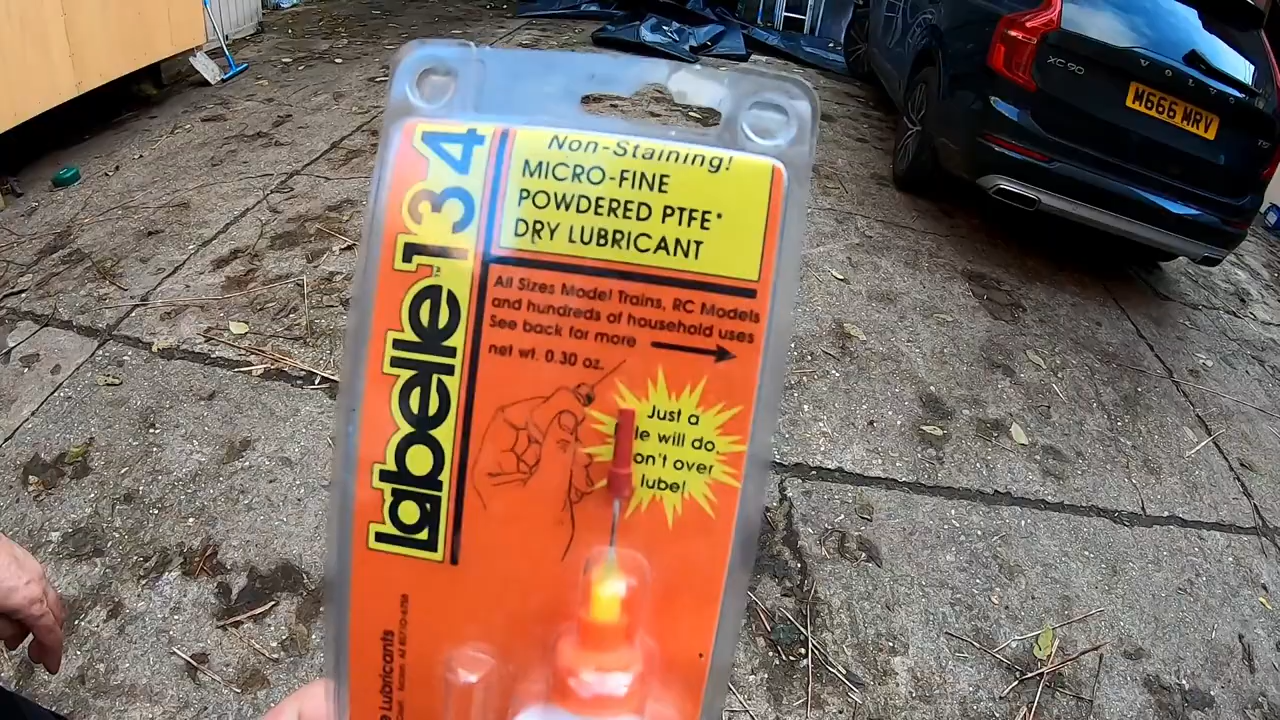 Labelle™134
Non-Staining!
MICRO-FINE
POWDERED PTFE*
DRY LUBRICANT
All Sizes Model Trains, RC Models
and hundreds of household uses
See back for more
net wt. 0.30 oz.
Just a
le will do.
on't over
lube!
e Lubricants
XC90
VOLVO
M666 MRV
T5